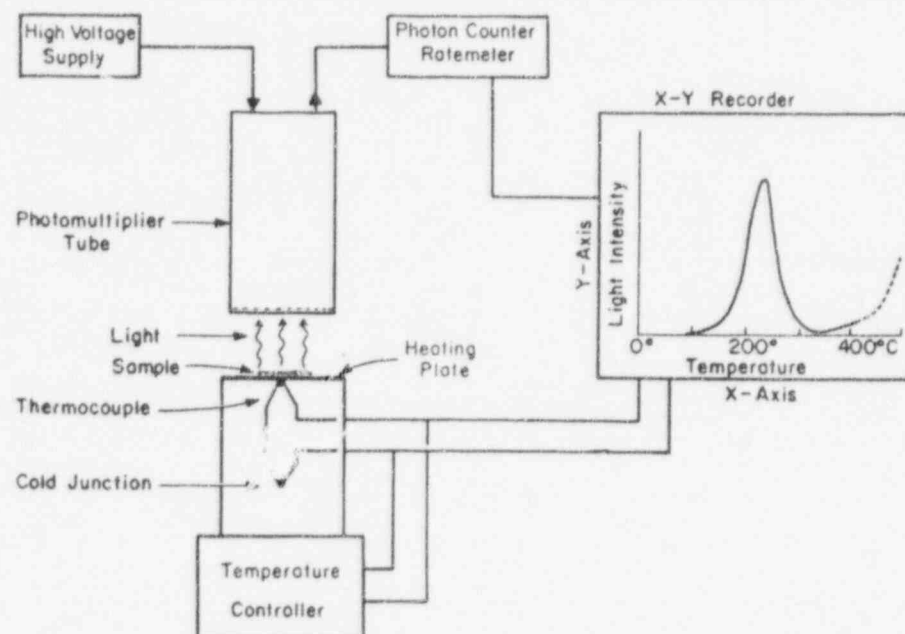 High Voltage
Supply
Photon Counter
Ratemeter
X-Y Recorder
Photomultiplier
Tube
Y-Axis
Light Intensity
Light
Sample
Heating
Plate
0°
200°
400°C
Temperature
X-Axis
Thermocouple
Cold Junction
Temperature
Controller